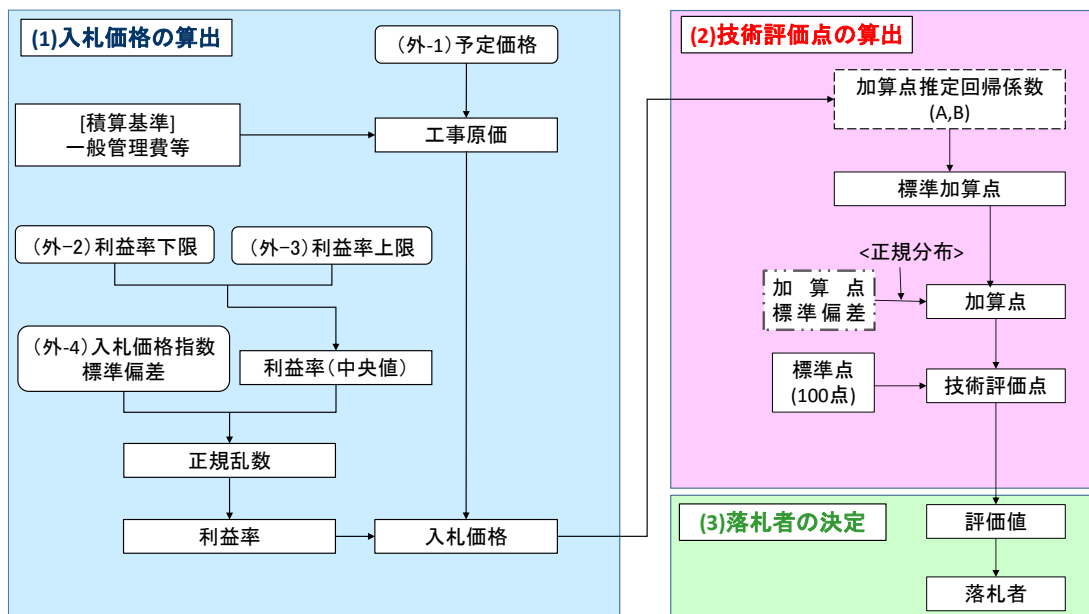 (1)入札価格の算出
(外-1)予定価格
[積算基準]
一般管理費等
工事原価
(外-2)利益率下限
(外-3)利益率上限
(外-4)入札価格指数
標準偏差
利益率(中央値)
正規乱数
利益率
入札価格
(2)技術評価点の算出
加算点推定回帰係数
(A,B)
標準加算点
<正規分布>
加算点
標準偏差
加算点
標準点
(100点)
技術評価点
(3)落札者の決定
評価値
落札者